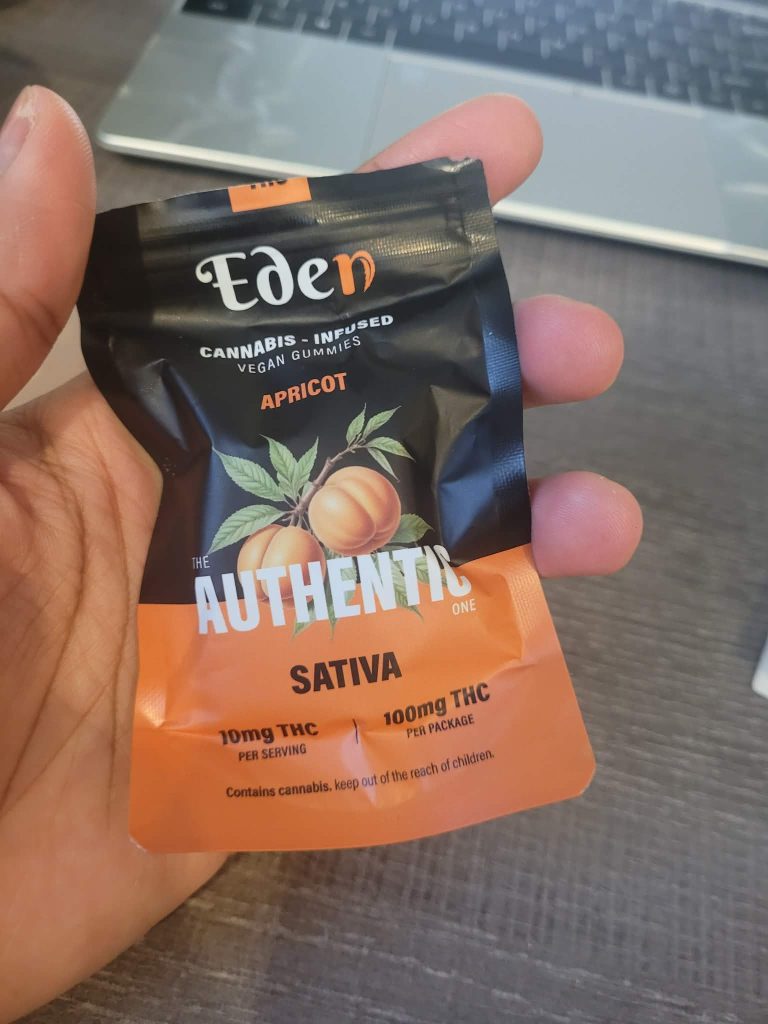 THC
Eden
CANNABIS - INFUSED
VEGAN GUMMIES
APRICOT
THE
AUTHENTIC
ONE
SATIVA
10mg THC | 100mg THC
PER SERVING PER PACKAGE
Contains cannabis. keep out of the reach of children.